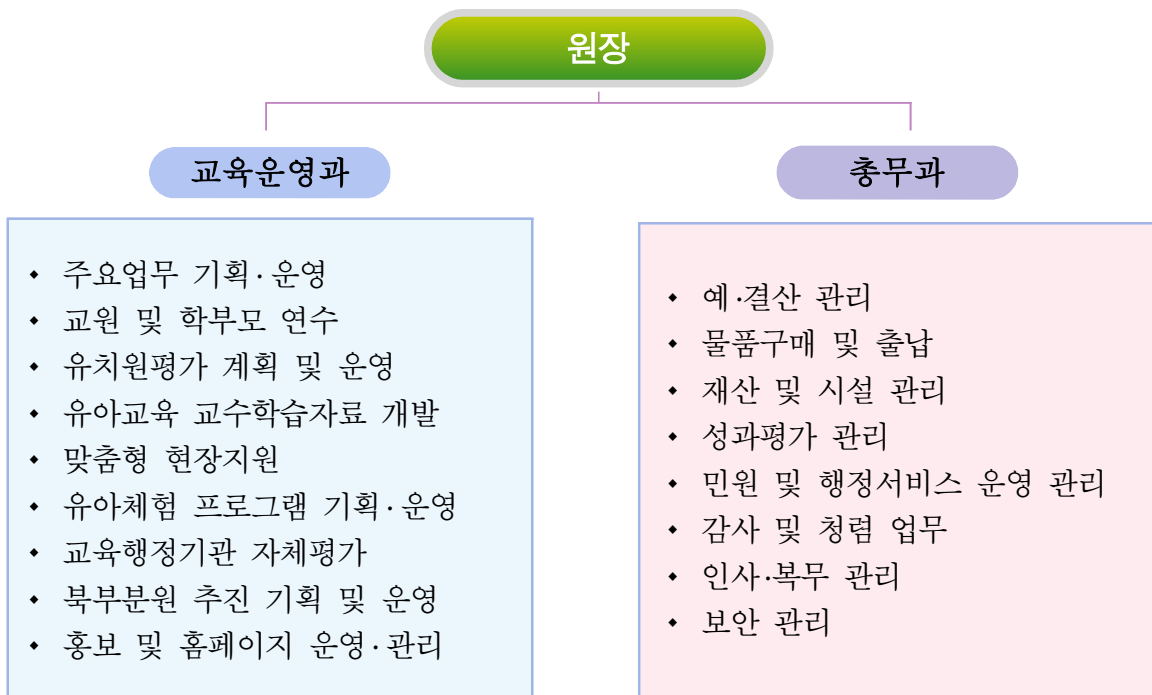 원장
교육운영과
총무과
⬩ 주요업무 기획·운영
⬩ 교원 및 학부모 연수
⬩ 유치원평가 계획 및 운영
⬩ 유아교육 교수학습자료 개발
⬩ 맞춤형 현장지원
⬩ 유아체험 프로그램 기획·운영
⬩ 교육행정기관 자체평가
⬩ 북부분원 추진 기획 및 운영
⬩ 홍보 및 홈페이지 운영·관리
⬩ 예·결산 관리
⬩ 물품구매 및 출납
⬩ 재산 및 시설 관리
⬩ 성과평가 관리
⬩ 민원 및 행정서비스 운영 관리
⬩ 감사 및 청렴 업무
⬩ 인사·복무 관리
⬩ 보안 관리